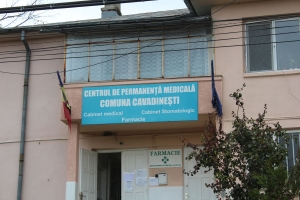 CENTRUL DE PERMANENȚĂ MEDICALĂ
COMUNA CAVADINEȘTI
Cabinet medical Cabinet Stomatologic
Farmacie
FARMACIE